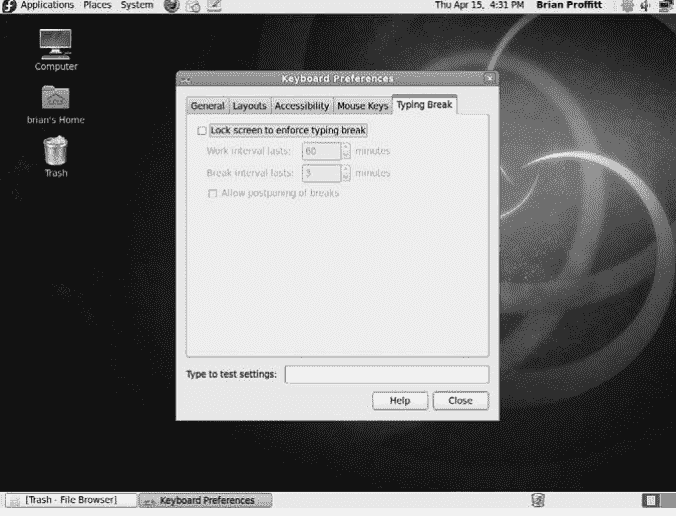 Applications Places System Thu Apr 15, 4:31 PM Brian Proffitt
Computer
brian's Home
Trash
Keyboard Preferences
General Layouts Accessibility Mouse Keys Typing Break
Lock screen to enforce typing break
Work interval lasts: 60 minutes
Break interval lasts: 3 minutes
Allow postponing of breaks
Type to test settings:
Help Close
[Trash - File Browser] Keyboard Preferences